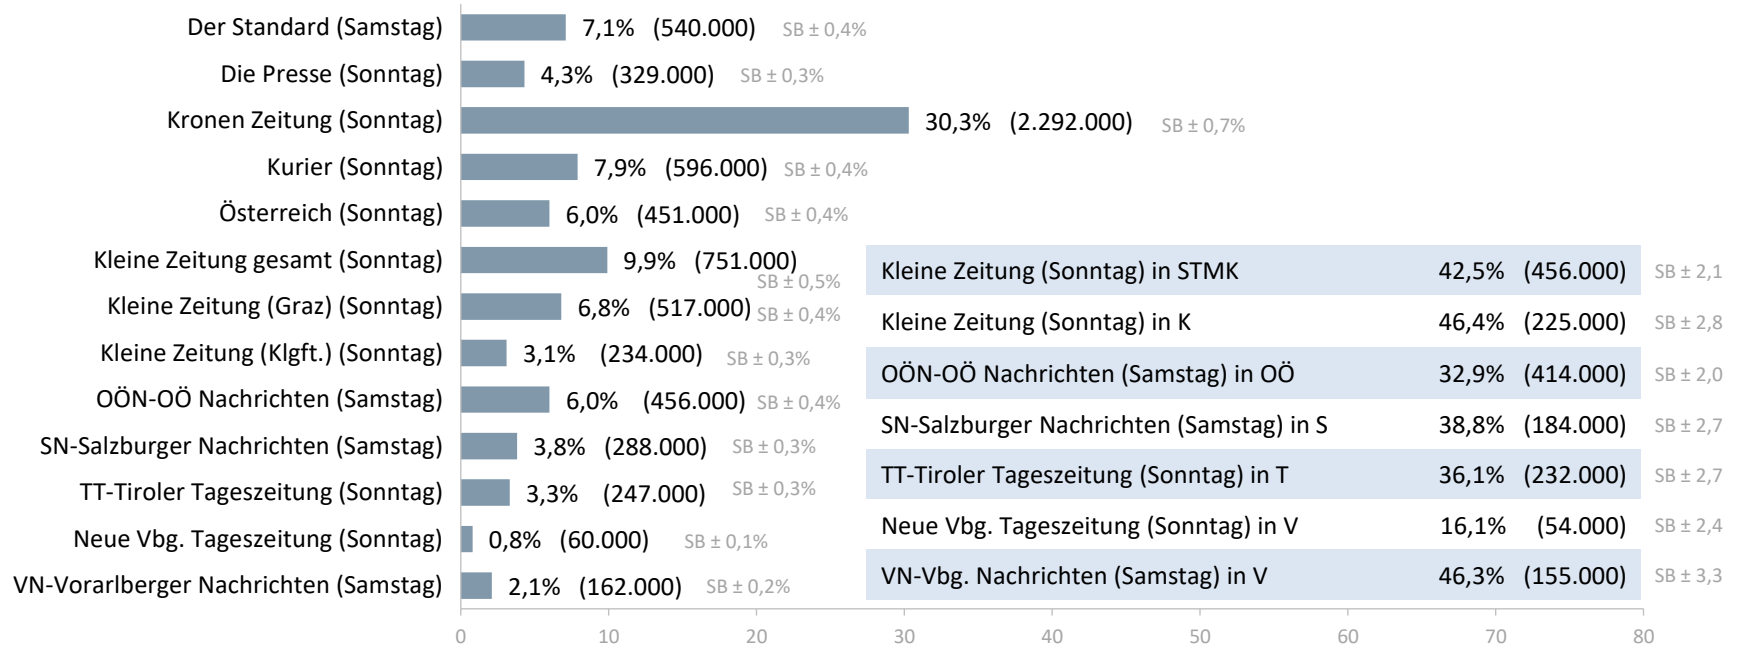 Der Standard (Samstag) 7,1% (540.000) SB ± 0,4%
Die Presse (Sonntag) 4,3% (329.000) SB ± 0,3%
Kronen Zeitung (Sonntag) 30,3% (2.292.000) SB ± 0,7%
Kurier (Sonntag) 7,9% (596.000) SB ± 0,4%
Österreich (Sonntag) 6,0% (451.000) SB ± 0,4%
Kleine Zeitung gesamt (Sonntag) 9,9% (751.000) SB ± 0,5%
Kleine Zeitung (Graz) (Sonntag) 6,8% (517.000) SB ± 0,4%
Kleine Zeitung (Klgft.) (Sonntag) 3,1% (234.000) SB ± 0,3%
OÖN-OÖ Nachrichten (Samstag) 6,0% (456.000) SB ± 0,4%
SN-Salzburger Nachrichten (Samstag) 3,8% (288.000) SB ± 0,3%
TT-Tiroler Tageszeitung (Sonntag) 3,3% (247.000) SB ± 0,3%
Neue Vbg. Tageszeitung (Sonntag) 0,8% (60.000) SB ± 0,1%
VN-Vorarlberger Nachrichten (Samstag) 2,1% (162.000) SB ± 0,2%
Kleine Zeitung (Sonntag) in STMK 42,5% (456.000) SB ± 2,1
Kleine Zeitung (Sonntag) in K 46,4% (225.000) SB ± 2,8
OÖN-OÖ Nachrichten (Samstag) in OÖ 32,9% (414.000) SB ± 2,0
SN-Salzburger Nachrichten (Samstag) in S 38,8% (184.000) SB ± 2,7
TT-Tiroler Tageszeitung (Sonntag) in T 36,1% (232.000) SB ± 2,7
Neue Vbg. Tageszeitung (Sonntag) in V 16,1% (54.000) SB ± 2,4
VN-Vbg. Nachrichten (Samstag) in V 46,3% (155.000) SB ± 3,3
0 10 20 30 40 50 60 70 80